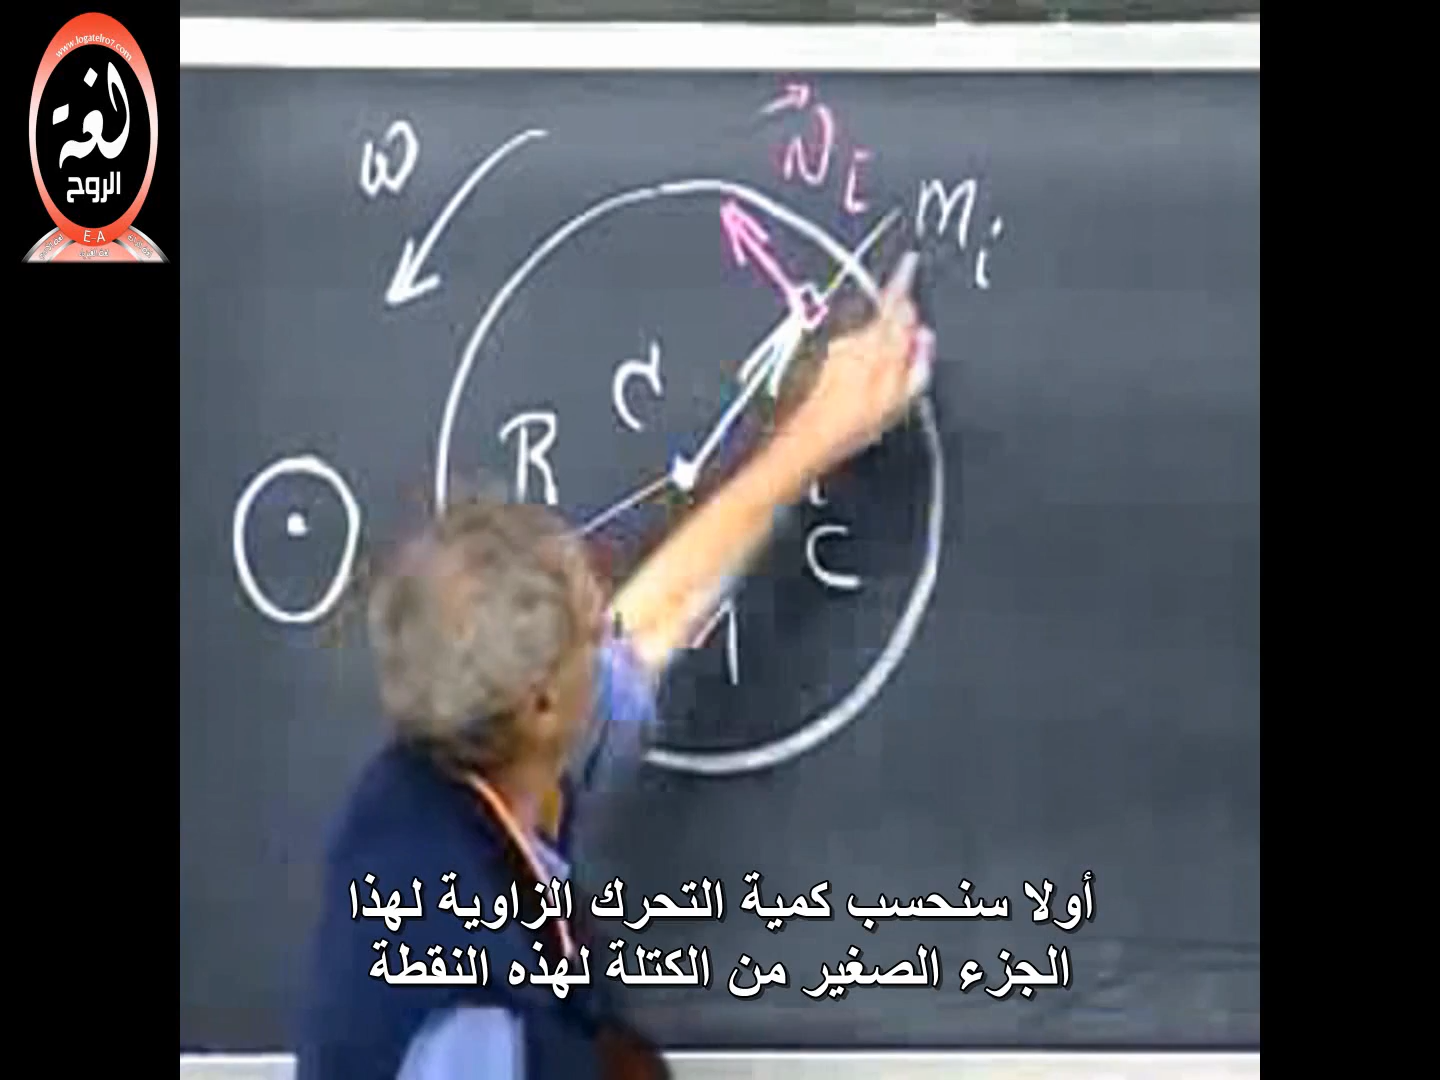 www.logatelro7.com
لغة
الروح
E-A
ω
v⃗ᵢ
mᵢ
r
R
C
أولا سنحسب كمية التحرك الزاوية لهذا
الجزء الصغير من الكتلة لهذه النقطة